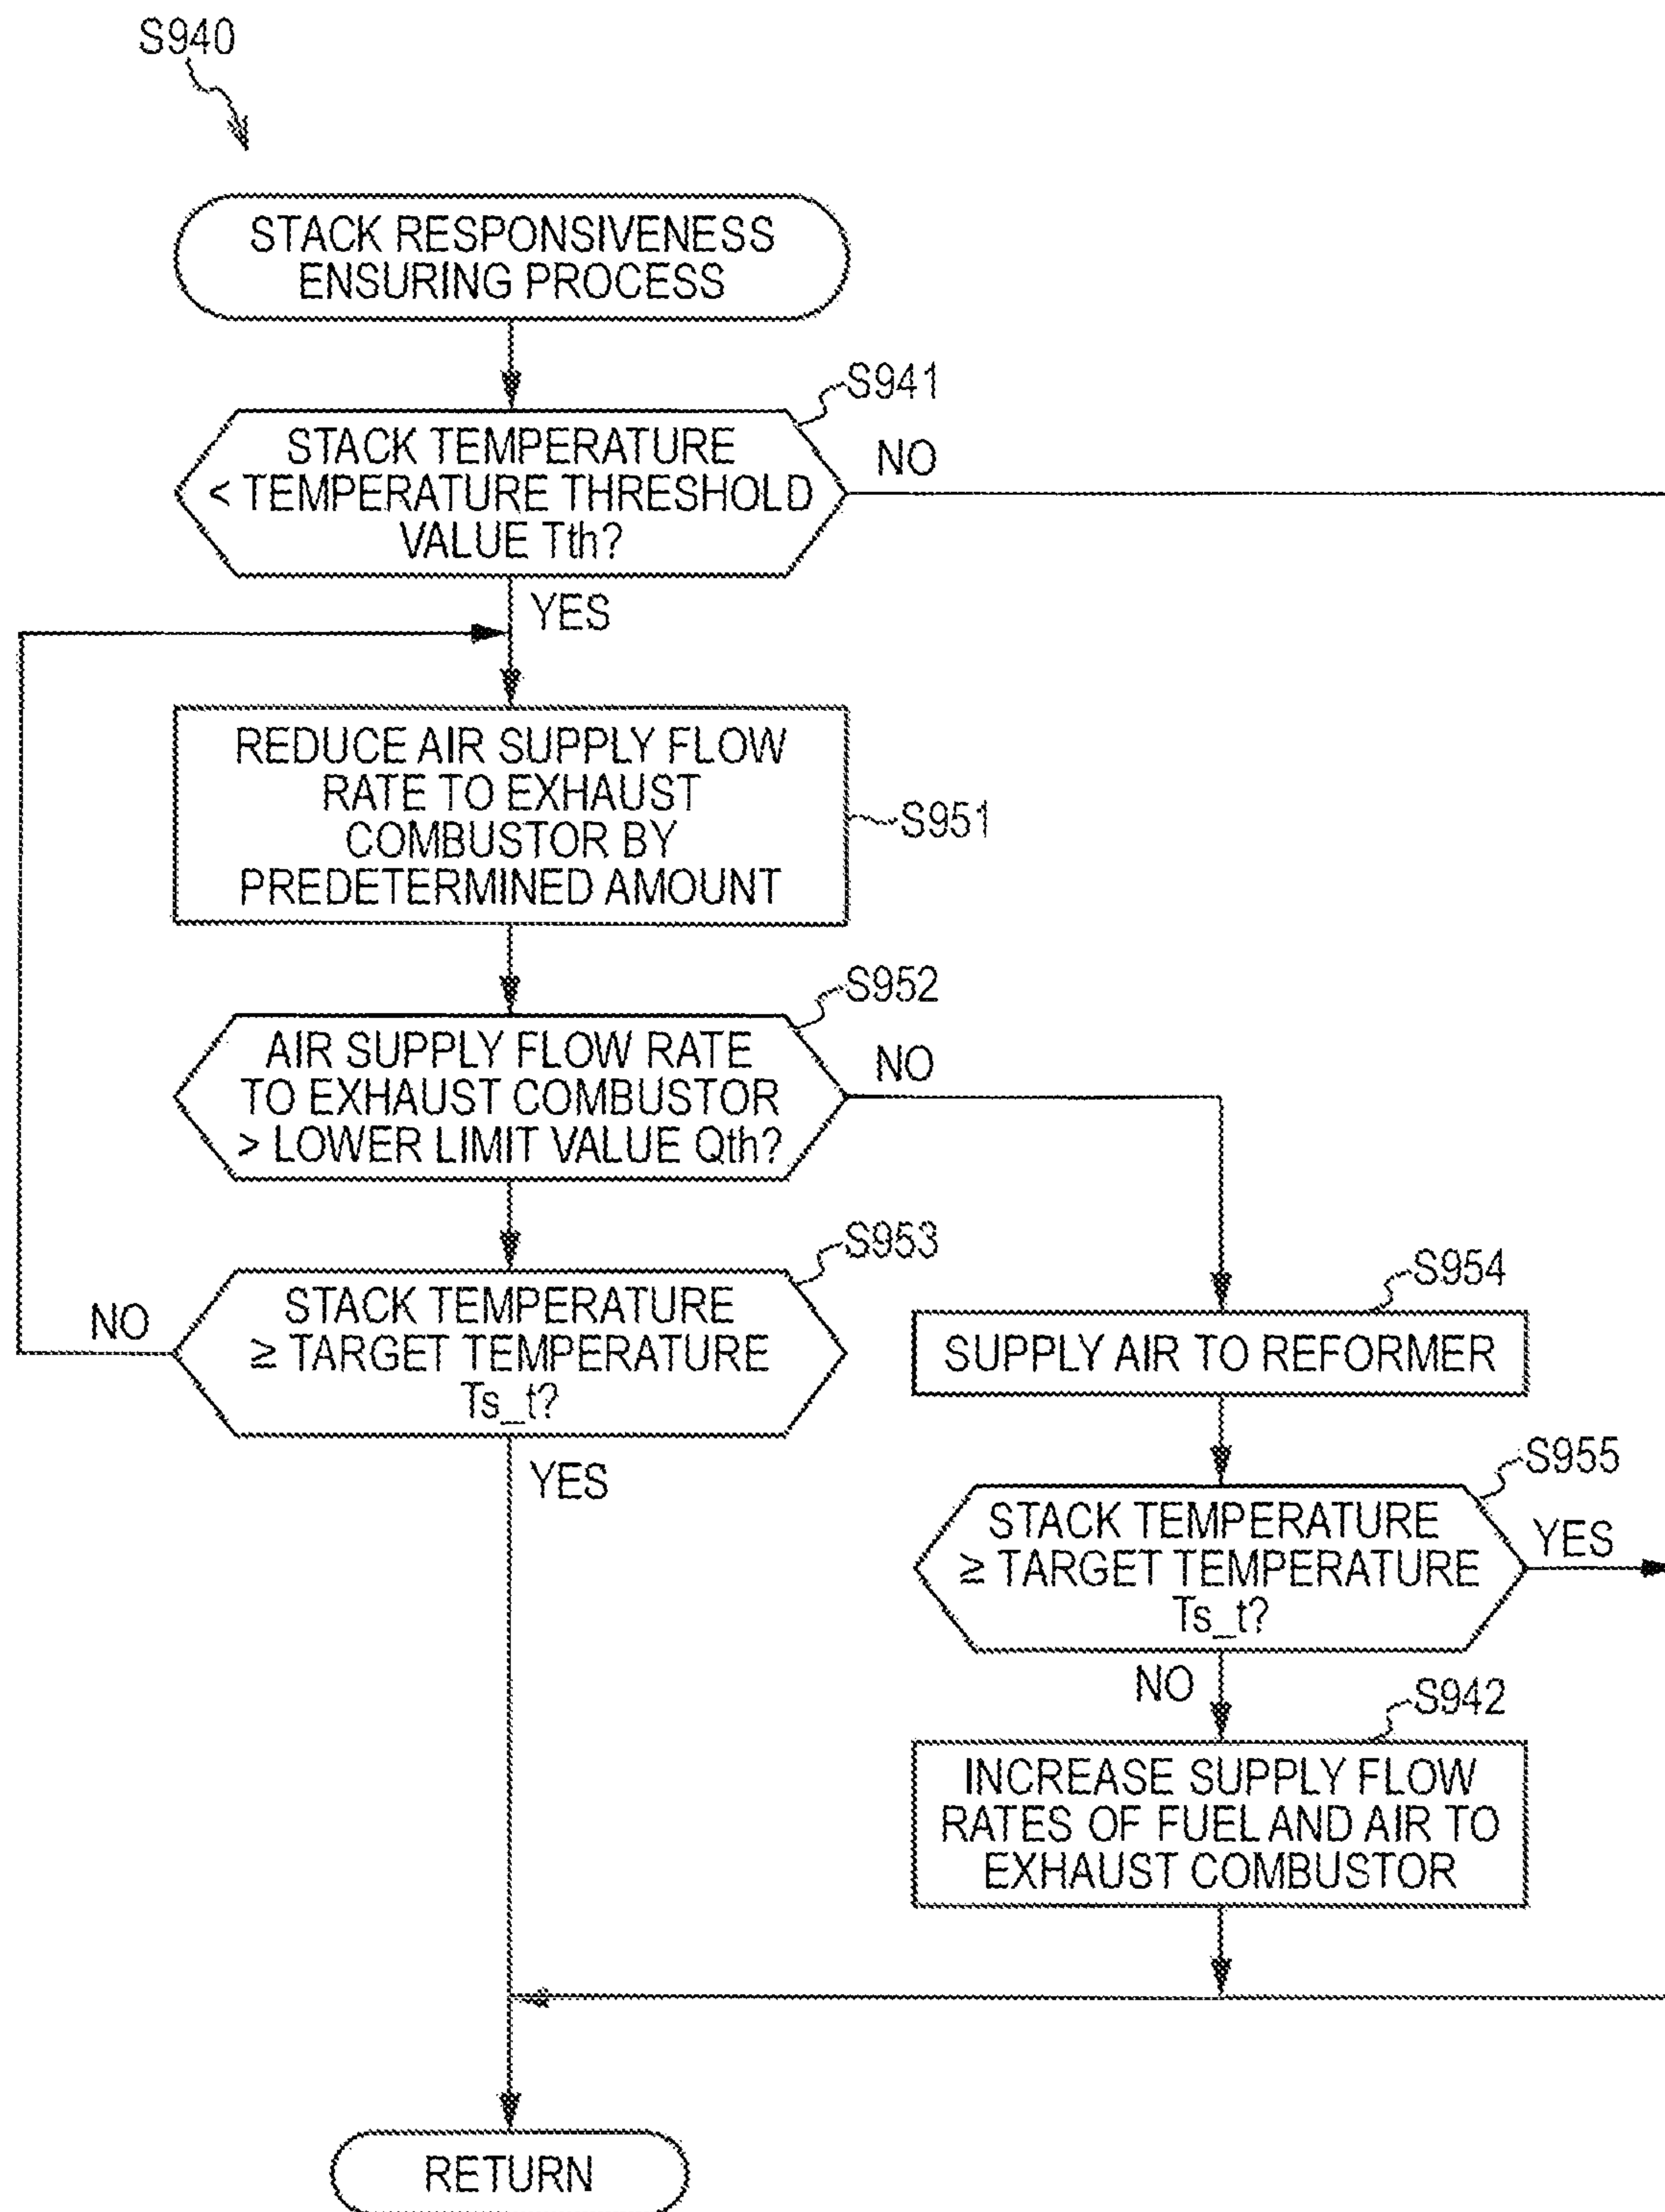 S940
STACK RESPONSIVENESS
ENSURING PROCESS
S941
STACK TEMPERATURE
< TEMPERATURE THRESHOLD
VALUE Tth?
NO
YES
REDUCE AIR SUPPLY FLOW
RATE TO EXHAUST
COMBUSTOR BY
PREDETERMINED AMOUNT
S951
S952
AIR SUPPLY FLOW RATE
TO EXHAUST COMBUSTOR
> LOWER LIMIT VALUE Qth?
NO
S953
STACK TEMPERATURE
≥ TARGET TEMPERATURE
Ts_t?
NO
YES
S954
SUPPLY AIR TO REFORMER
S955
STACK TEMPERATURE
≥ TARGET TEMPERATURE
Ts_t?
YES
NO
S942
INCREASE SUPPLY FLOW
RATES OF FUEL AND AIR TO
EXHAUST COMBUSTOR
RETURN